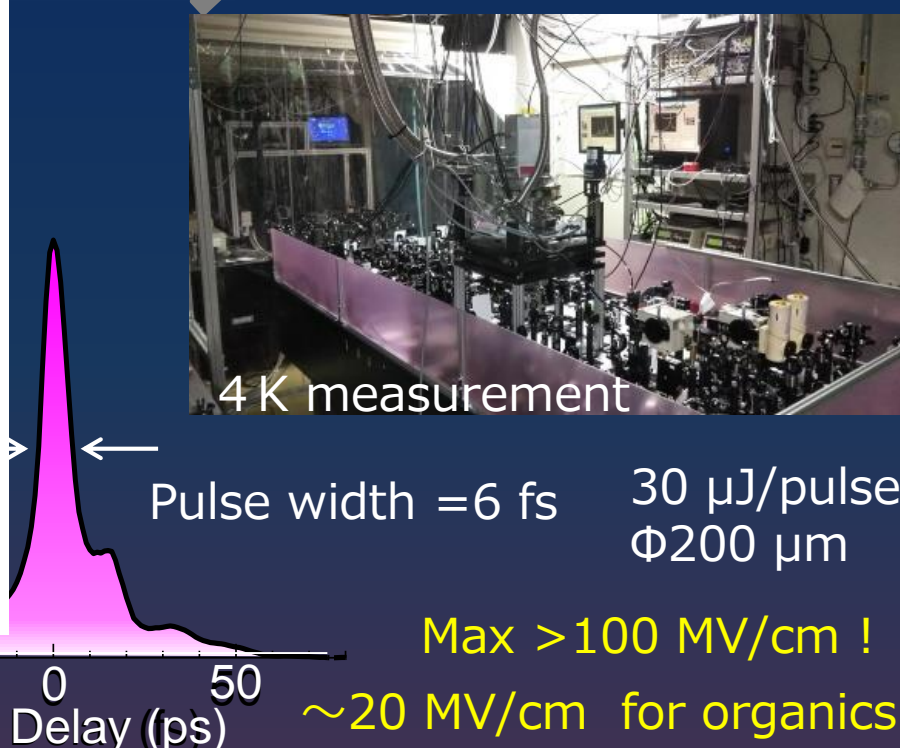 4 K measurement
Pulse width =6 fs
30 µJ/pulse
Φ200 µm
Max >100 MV/cm !
0 50
Delay (ps)
~20 MV/cm for organics